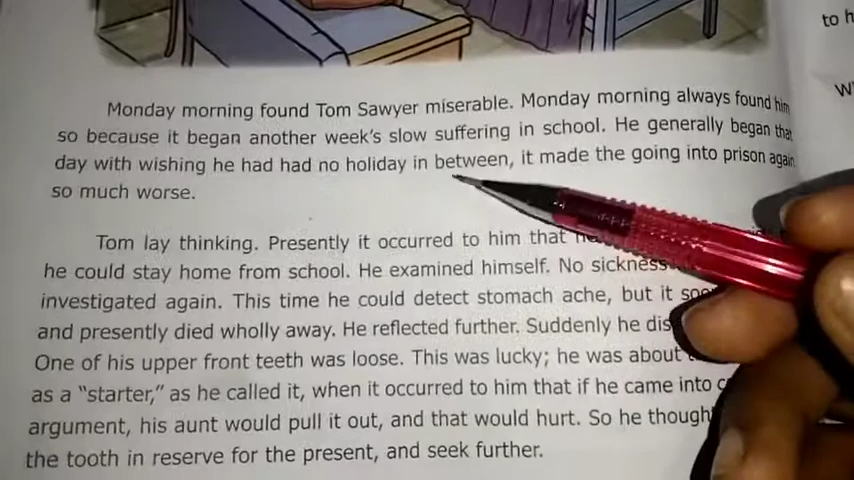 to h
Monday morning found Tom Sawyer miserable. Monday morning always found him
W
so because it began another week's slow suffering in school. He generally began that
day with wishing he had had no holiday in between, it made the going into prison again
so much worse.
Tom lay thinking. Presently it occurred to him that
he could stay home from school. He examined himself. No sickness
investigated again. This time he could detect stomach ache, but it
and presently died wholly away. He reflected further. Suddenly he
One of his upper front teeth was loose. This was lucky; he was about
as a "starter," as he called it, when it occurred to him that if he came into
argument, his aunt would pull it out, and that would hurt. So he
the tooth in reserve for the present, and seek further.